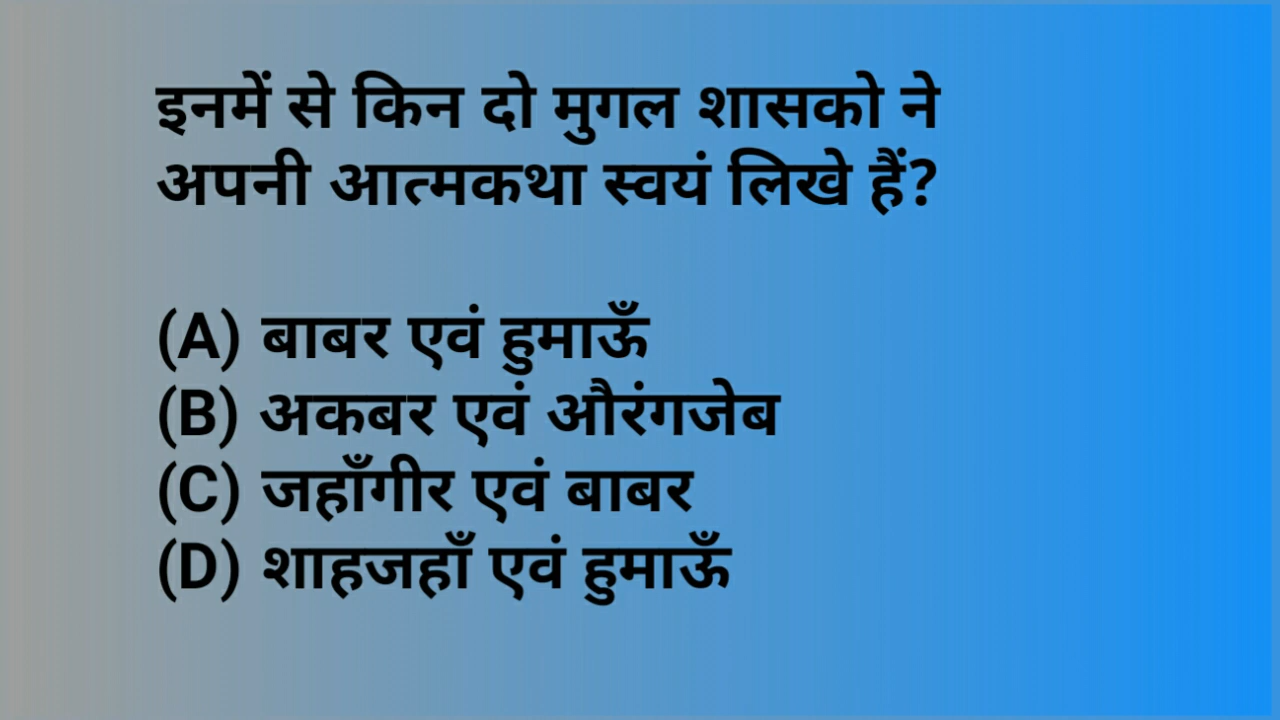 इनमें से किन दो मुगल शासको ने
अपनी आत्मकथा स्वयं लिखे हैं?
(A) बाबर एवं हुमाऊँ
(B) अकबर एवं औरंगजेब
(C) जहाँगीर एवं बाबर
(D) शाहजहाँ एवं हुमाऊँ